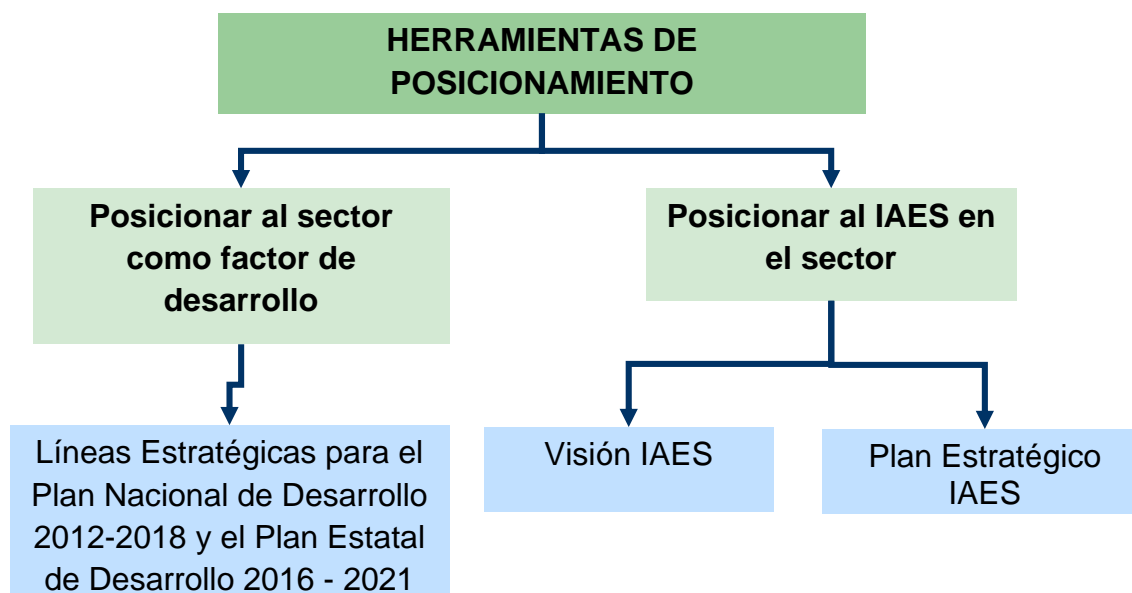 HERRAMIENTAS DE
POSICIONAMIENTO
Posicionar al sector
como factor de
desarrollo
Posicionar al IAES en
el sector
Líneas Estratégicas para el
Plan Nacional de Desarrollo
2012-2018 y el Plan Estatal
de Desarrollo 2016 - 2021
Visión IAES
Plan Estratégico
IAES